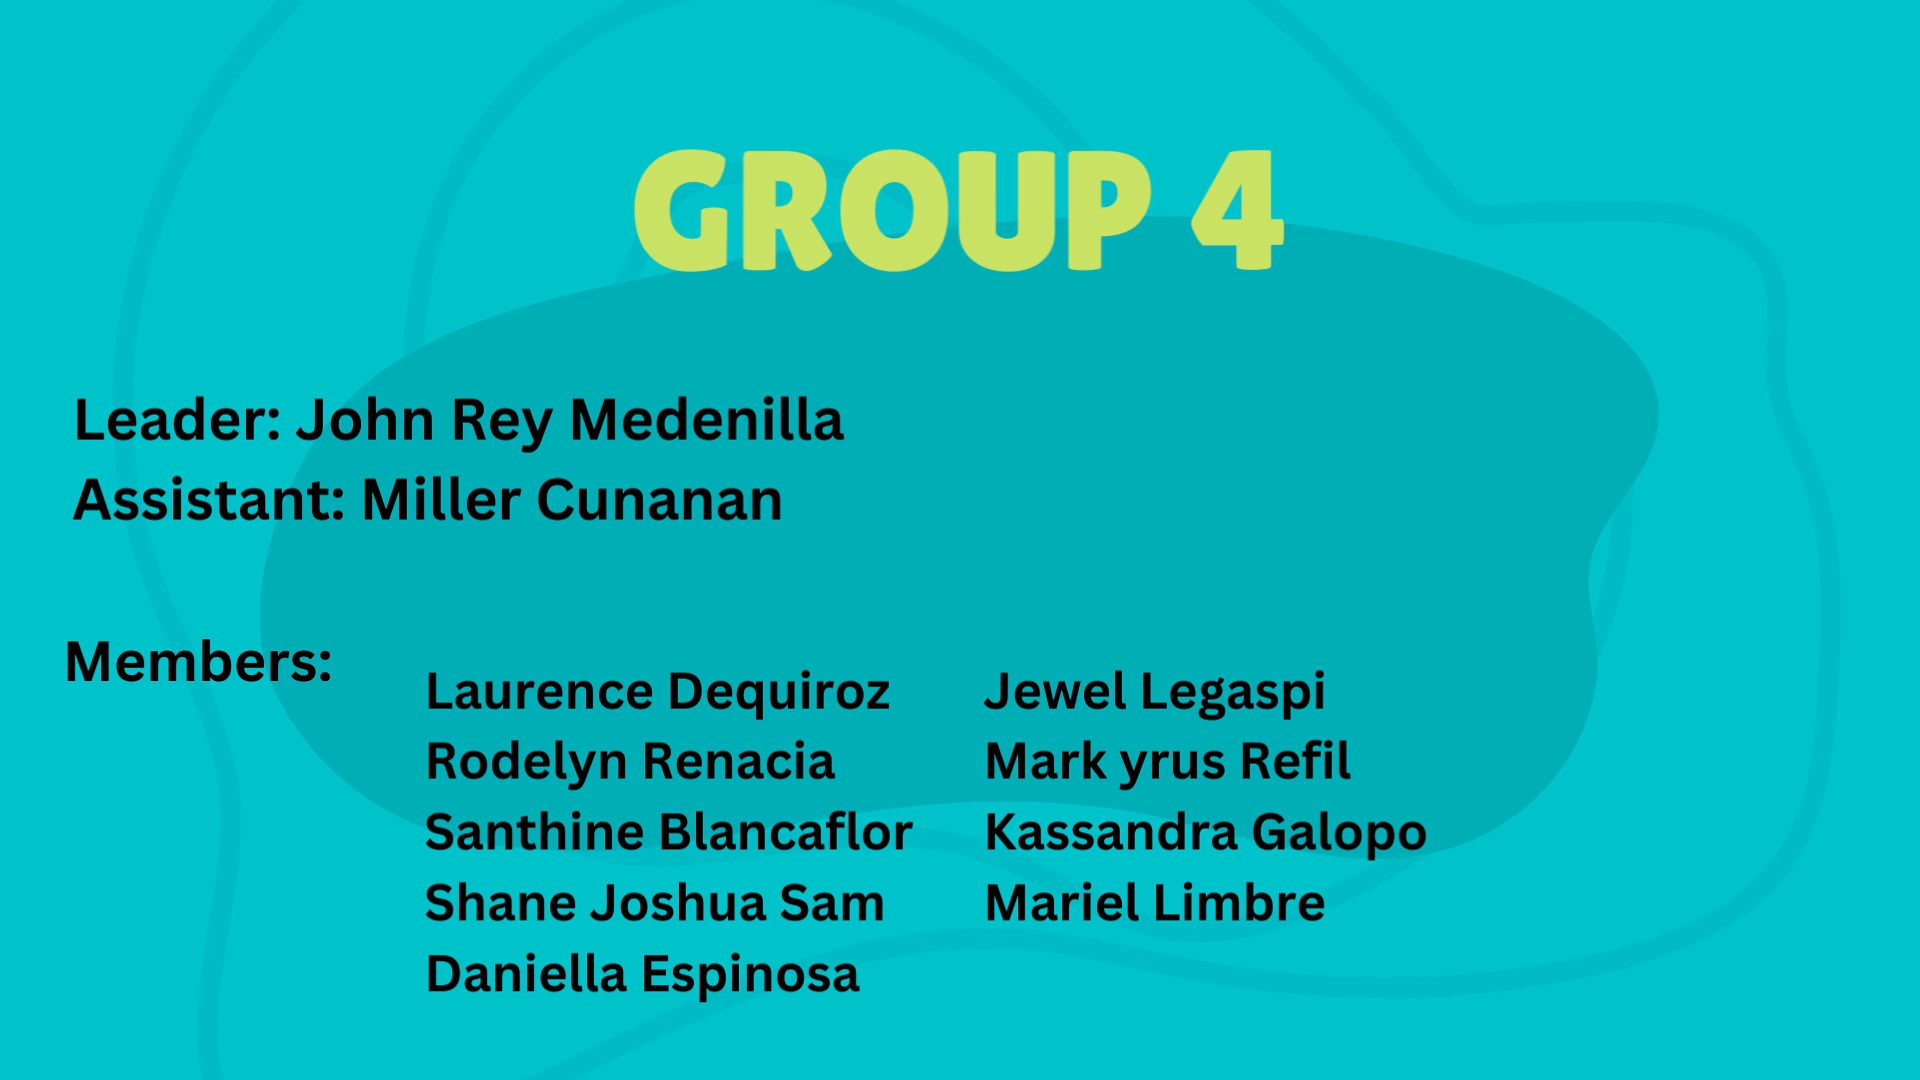 GROUP 4
Leader: John Rey Medenilla
Assistant: Miller Cunanan
Members:
Laurence Dequiroz
Rodelyn Renacia
Santhine Blancaflor
Shane Joshua Sam
Daniella Espinosa
Jewel Legaspi
Mark yrus Refil
Kassandra Galopo
Mariel Limbre